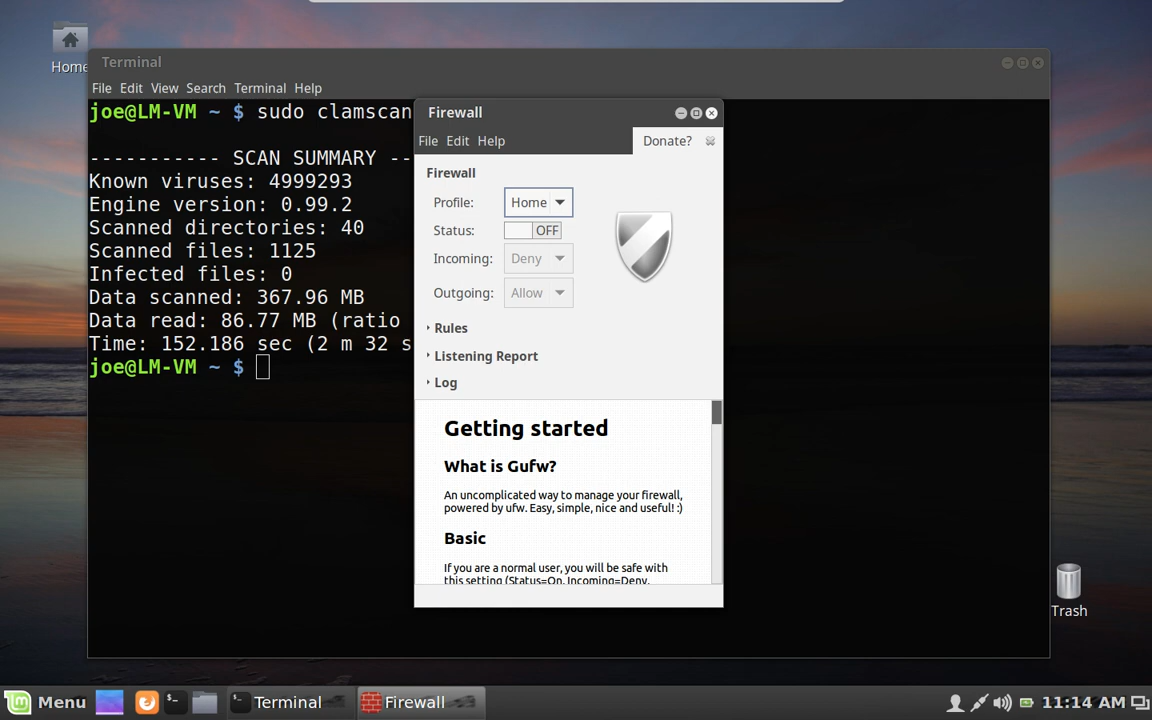 Home
Terminal
File Edit View Search Terminal Help
joe@LM-VM ~ $ sudo clamscan
----------- SCAN SUMMARY --
Known viruses: 4999293
Engine version: 0.99.2
Scanned directories: 40
Scanned files: 1125
Infected files: 0
Data scanned: 367.96 MB
Data read: 86.77 MB (ratio
Time: 152.186 sec (2 m 32 s
joe@LM-VM ~ $
Firewall
File Edit Help
Donate?
Firewall
Profile: Home
Status: OFF
Incoming: Deny
Outgoing: Allow
Rules
Listening Report
Log
Getting started
What is Gufw?
An uncomplicated way to manage your firewall,
powered by ufw. Easy, simple, nice and useful! :)
Basic
If you are a normal user, you will be safe with
this setting (Status=On, Incoming=Deny,
Trash
Menu Terminal Firewall 11:14 AM